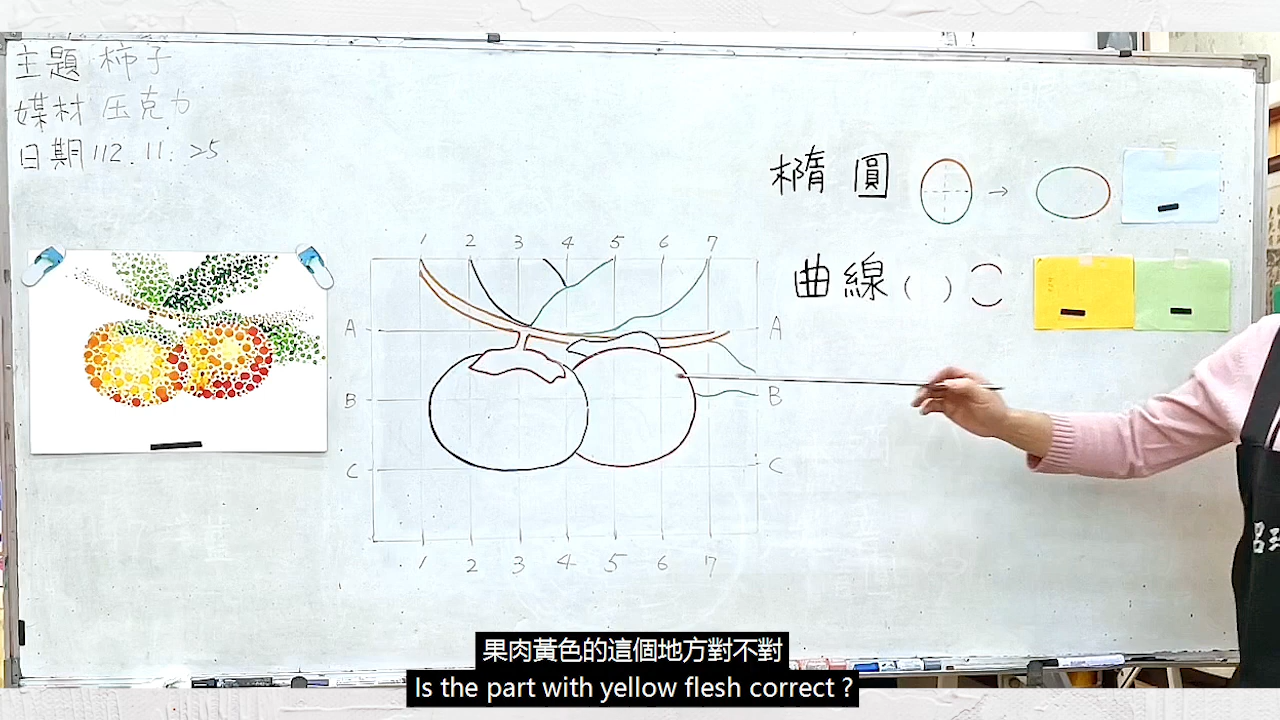 主題 柿子
媒材 压克力
日期 112.11.25
橢圓
曲線
1 2 3 4 5 6 7
A A
B B
C C
1 2 3 4 5 6 7
果肉黃色的這個地方對不對
Is the part with yellow flesh correct ?